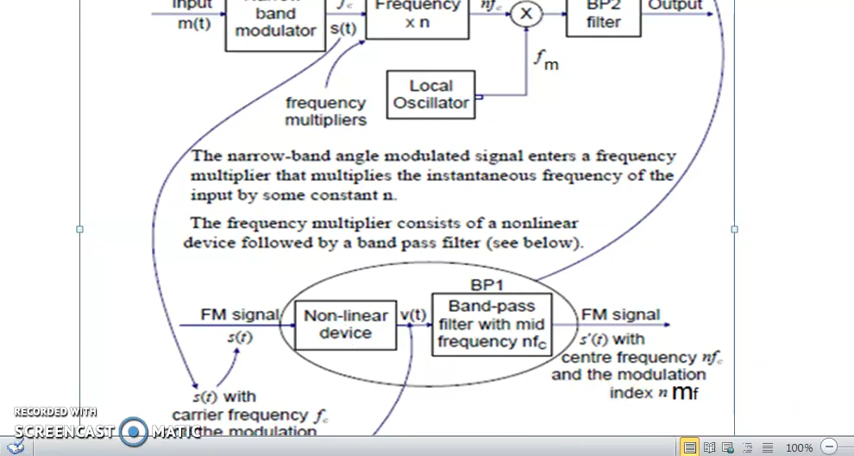 Input
band
modulator
m(t)
f_c
s(t)
Frequency
x n
nf_c
X
BP2
filter
Output
f m
Local
Oscillator
frequency
multipliers
The narrow-band angle modulated signal enters a frequency
multiplier that multiplies the instantaneous frequency of the
input by some constant n.
The frequency multiplier consists of a nonlinear
device followed by a band pass filter (see below).
BP1
FM signal
s(t)
Non-linear
device
v(t)
Band-pass
filter with mid
frequency nfc
FM signal
s'(t) with
centre frequency nf_c
and the modulation
index n mf
s(t) with
carrier frequency f_c
the modulation
RECORDED WITH
SCREENCAST MATIC
100%